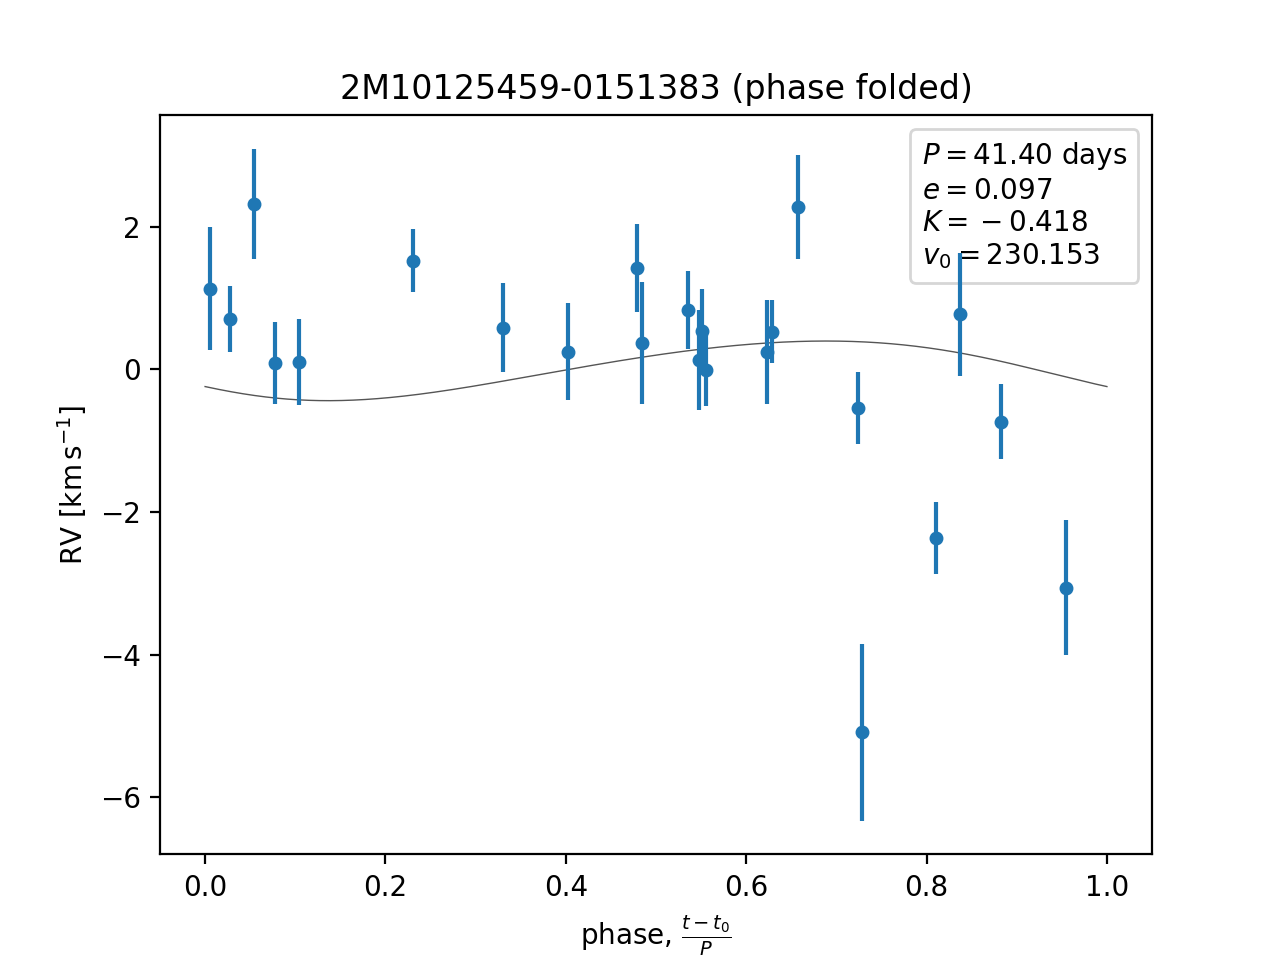 2M10125459-0151383 (phase folded)
P = 41.40 days
e = 0.097
K = −0.418
v₀ = 230.153
RV [km s⁻¹]
2
0
−2
−4
−6
0.0 0.2 0.4 0.6 0.8 1.0
phase, (t − t₀)/P